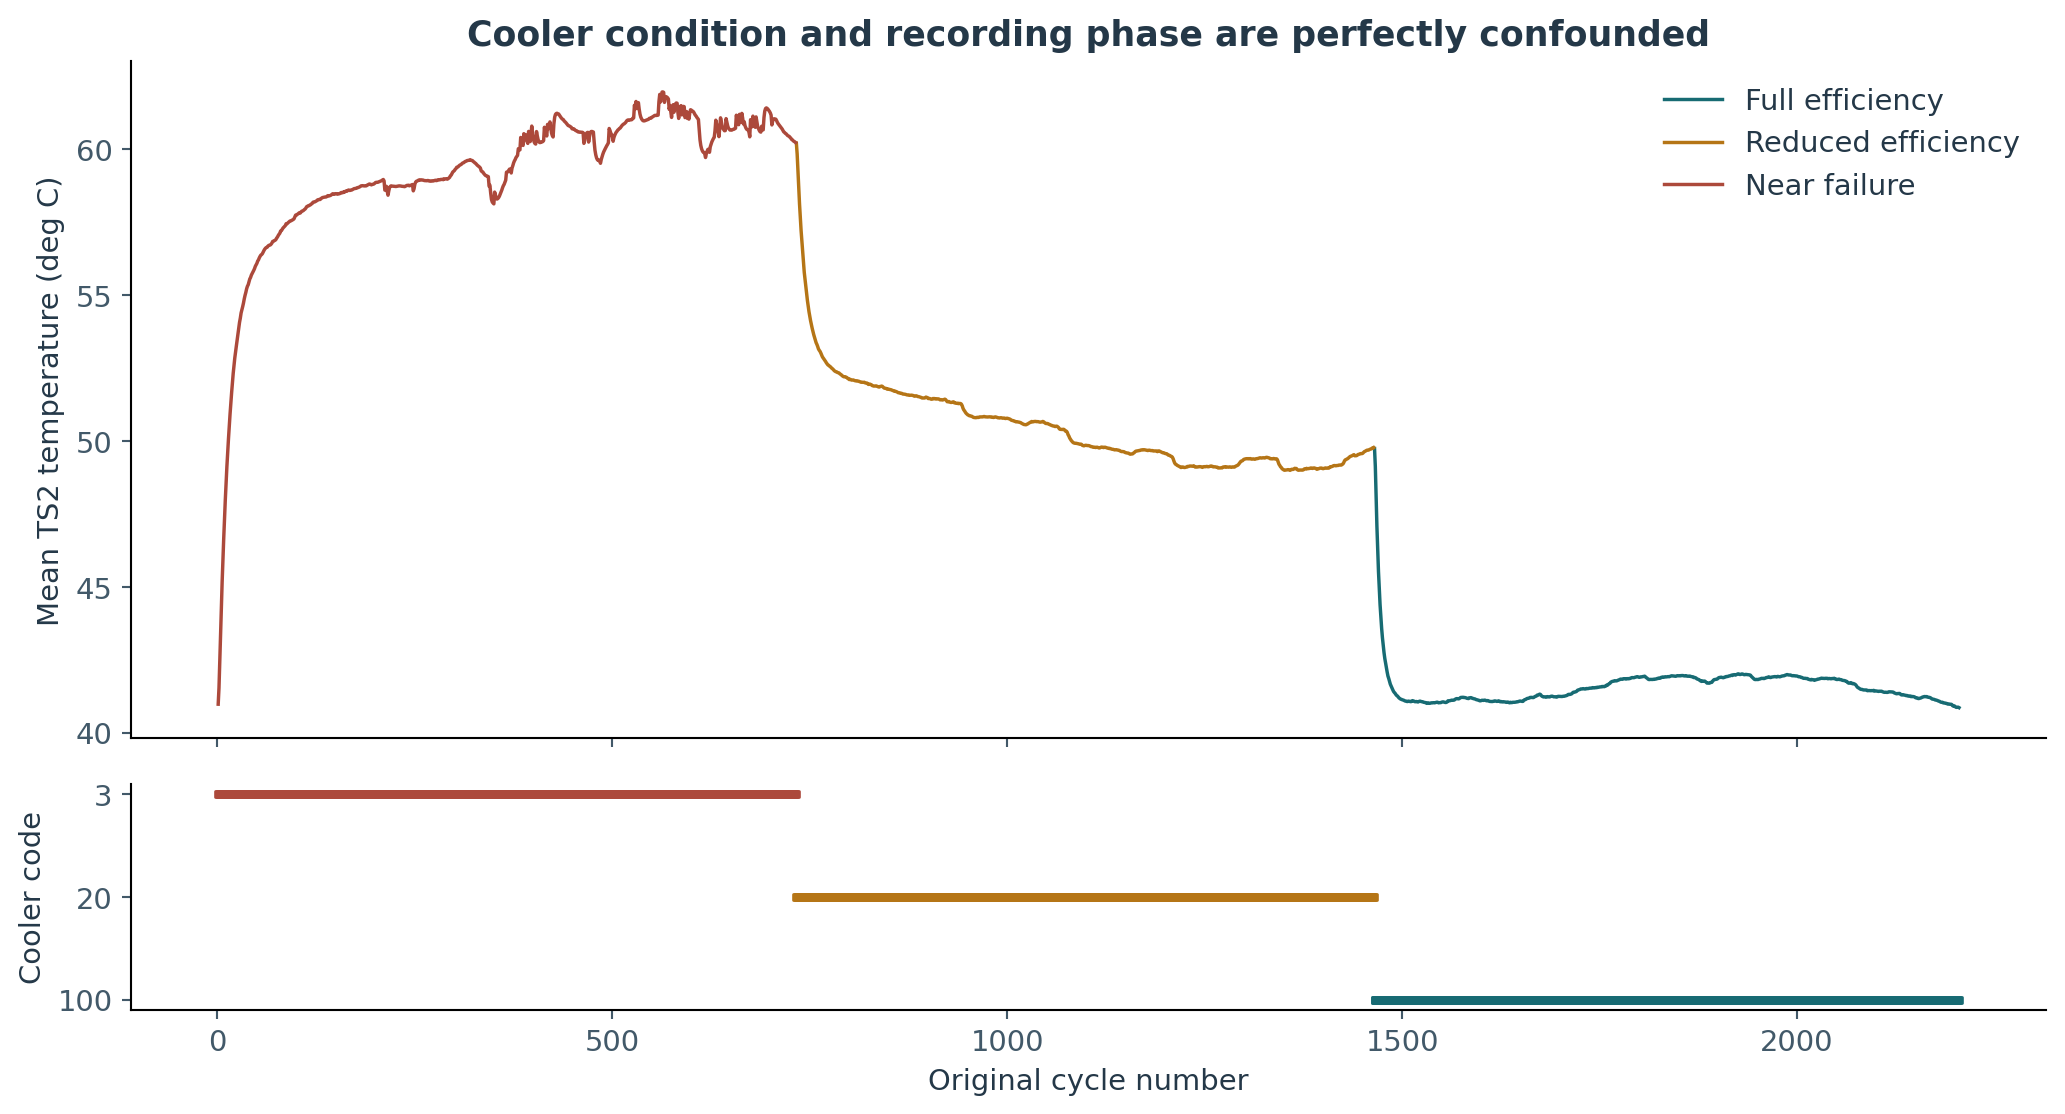 Cooler condition and recording phase are perfectly confounded
Full efficiency
Reduced efficiency
Near failure
Mean TS2 temperature (deg C)
60
55
50
45
40
Cooler code
3
20
100
0 500 1000 1500 2000
Original cycle number